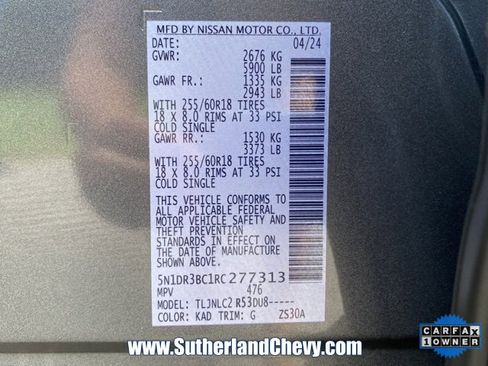 MFD BY NISSAN MOTOR CO., LTD.
DATE: 04/24
GVWR: 2676 KG
5900 LB
GAWR FR.: 1335 KG
2943 LB
WITH 255/60R18 TIRES
18 X 8.0 RIMS AT 33 PSI
COLD SINGLE
GAWR RR.: 1530 KG
3373 LB
WITH 255/60R18 TIRES
18 X 8.0 RIMS AT 33 PSI
COLD SINGLE
THIS VEHICLE CONFORMS TO
ALL APPLICABLE FEDERAL
MOTOR VEHICLE SAFETY AND
THEFT PREVENTION
STANDARDS IN EFFECT ON
THE DATE OF MANUFACTURE
SHOWN ABOVE.
5N1DR3BC1RC277313
MPV 476
MODEL: TLJNLC2 R53DU8-----
COLOR: KAD TRIM: G ZS30A
www.SutherlandChevy.com
CARFAX
1 OWNER